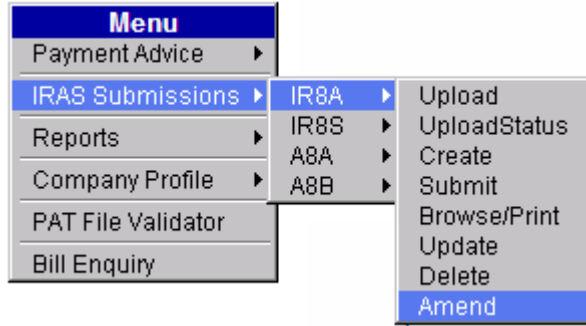 Menu
Payment Advice
IRAS Submissions
Reports
Company Profile
PAT File Validator
Bill Enquiry
IR8A
IR8S
A8A
A8B
Upload
UploadStatus
Create
Submit
Browse/Print
Update
Delete
Amend